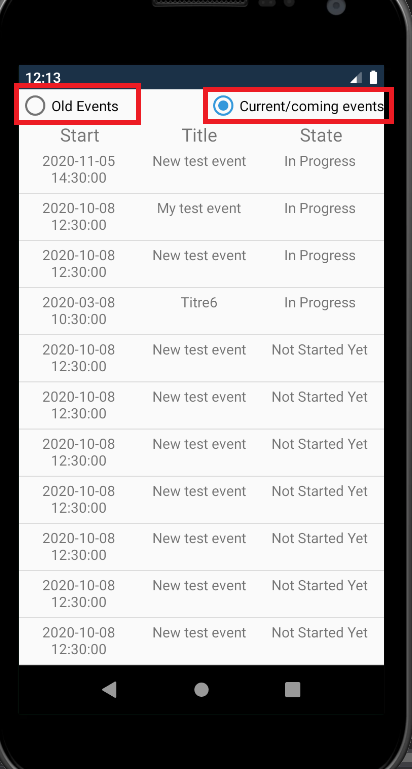 12:13
Old Events Current/coming events
Start Title State
2020-11-05 New test event In Progress
14:30:00
2020-10-08 My test event In Progress
12:30:00
2020-10-08 New test event In Progress
12:30:00
2020-03-08 Titre6 In Progress
10:30:00
2020-10-08 New test event Not Started Yet
12:30:00
2020-10-08 New test event Not Started Yet
12:30:00
2020-10-08 New test event Not Started Yet
12:30:00
2020-10-08 New test event Not Started Yet
12:30:00
2020-10-08 New test event Not Started Yet
12:30:00
2020-10-08 New test event Not Started Yet
12:30:00
2020-10-08 New test event Not Started Yet
12:30:00